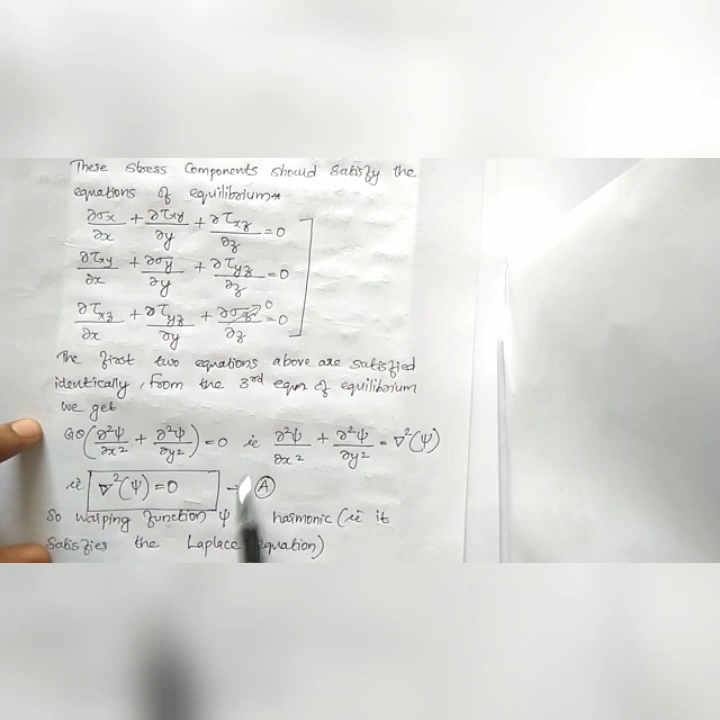 These stress Components should satisfy the
equations of equilibrium
∂σx/∂x + ∂τxy/∂y + ∂τxz/∂z = 0
∂τxy/∂x + ∂σy/∂y + ∂τyz/∂z = 0
∂τxz/∂x + ∂τyz/∂y + ∂σz/∂z = 0
The first two equations above are satisfied
identically, from the 3rd eqn of equilibrium
we get
Gθ(∂²ψ/∂x² + ∂²ψ/∂y²) = 0 ie ∂²ψ/∂x² + ∂²ψ/∂y² = ∇²(ψ)
ie ∇²(ψ) = 0 → A
So warping function ψ harmonic (ie it
Satisfies the Laplace Equation)